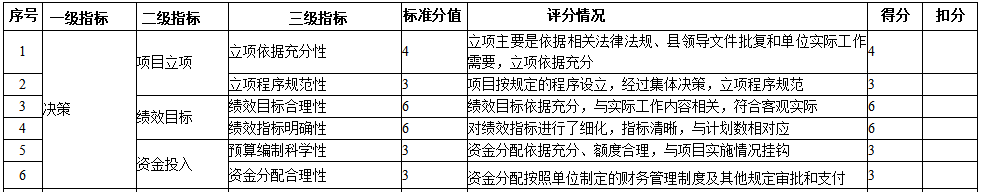 序号 一级指标 二级指标 三级指标 标准分值 评分情况 得分 扣分
1 决策 项目立项 立项依据充分性 4 立项主要是依据相关法律法规、县领导文件批复和单位实际工作 4
需要，立项依据充分
2 立项程序规范性 3 项目按规定的程序设立，经过集体决策，立项程序规范 3
3 绩效目标 绩效目标合理性 6 绩效目标依据充分，与实际工作内容相关，符合客观实际 6
4 绩效指标明确性 6 对绩效指标进行了细化，指标清晰，与计划数相对应 6
5 资金投入 预算编制科学性 3 资金分配依据充分、额度合理，与项目实施情况挂钩 3
6 资金分配合理性 3 资金分配按照单位制定的财务管理制度及其他规定审批和支付 3